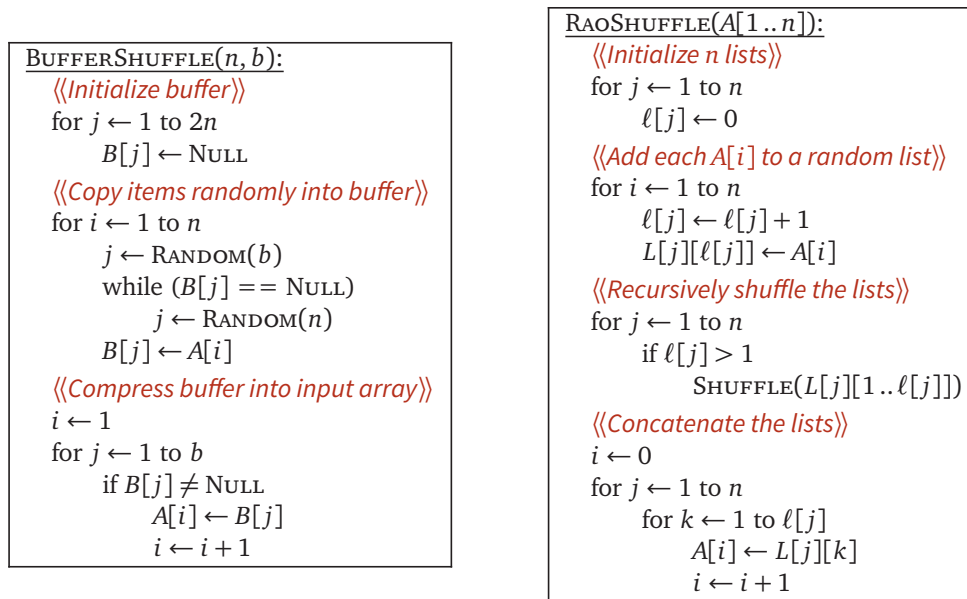 BUFFERSHUFFLE(n, b):
⟨⟨Initialize buffer⟩⟩
for j ← 1 to 2n
B[j] ← NULL
⟨⟨Copy items randomly into buffer⟩⟩
for i ← 1 to n
j ← RANDOM(b)
while (B[j] == NULL)
j ← RANDOM(n)
B[j] ← A[i]
⟨⟨Compress buffer into input array⟩⟩
i ← 1
for j ← 1 to b
if B[j] ≠ NULL
A[i] ← B[j]
i ← i + 1
RAOSHUFFLE(A[1 .. n]):
⟨⟨Initialize n lists⟩⟩
for j ← 1 to n
ℓ[j] ← 0
⟨⟨Add each A[i] to a random list⟩⟩
for i ← 1 to n
ℓ[j] ← ℓ[j] + 1
L[j][ℓ[j]] ← A[i]
⟨⟨Recursively shuffle the lists⟩⟩
for j ← 1 to n
if ℓ[j] > 1
SHUFFLE(L[j][1 .. ℓ[j]])
⟨⟨Concatenate the lists⟩⟩
i ← 0
for j ← 1 to n
for k ← 1 to ℓ[j]
A[i] ← L[j][k]
i ← i + 1